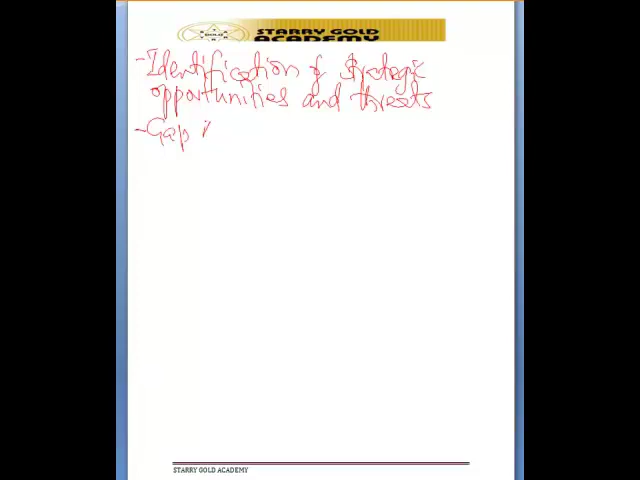 STARRY GOLD
ACADEMY
- Identification of Strategic
opportunities and threats
- Gap
STARRY GOLD ACADEMY